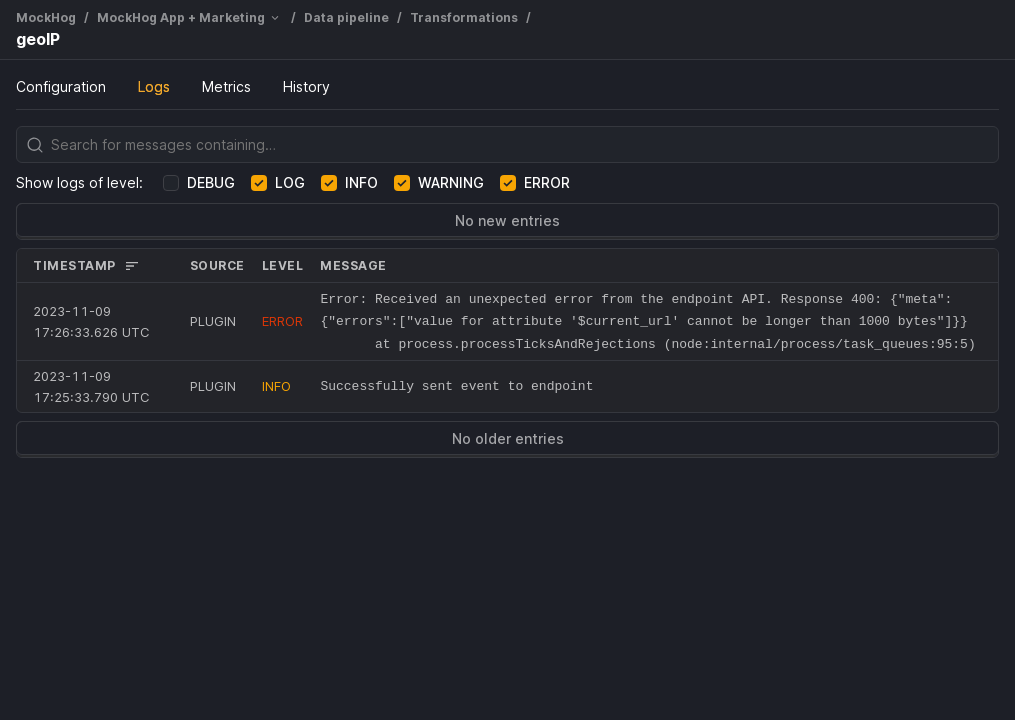 MockHog / MockHog App + Marketing / Data pipeline / Transformations /
geoIP
Configuration Logs Metrics History
Search for messages containing…
Show logs of level: DEBUG LOG INFO WARNING ERROR
No new entries
TIMESTAMP SOURCE LEVEL MESSAGE
2023-11-09
17:26:33.626 UTC
PLUGIN
ERROR
Error: Received an unexpected error from the endpoint API. Response 400: {"meta":
{"errors":["value for attribute '$current_url' cannot be longer than 1000 bytes"]}}
at process.processTicksAndRejections (node:internal/process/task_queues:95:5)
2023-11-09
17:25:33.790 UTC
PLUGIN
INFO
Successfully sent event to endpoint
No older entries